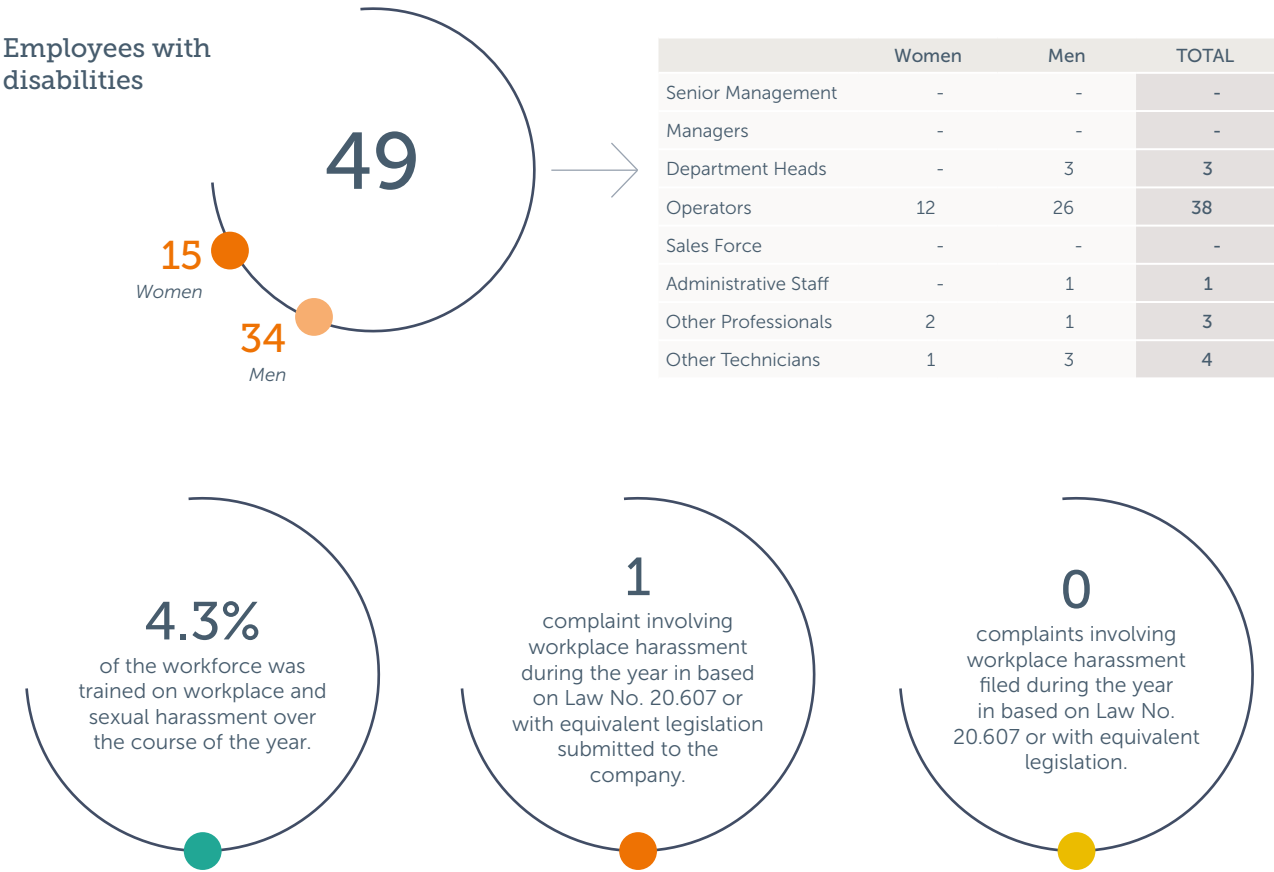 Employees with
disabilities
49
15
Women
34
Men
Women Men TOTAL
Senior Management - - -
Managers - - -
Department Heads - 3 3
Operators 12 26 38
Sales Force - - -
Administrative Staff - 1 1
Other Professionals 2 1 3
Other Technicians 1 3 4
4.3%
of the workforce was
trained on workplace and
sexual harassment over
the course of the year.
1
complaint involving
workplace harassment
during the year in based
on Law No. 20.607 or
with equivalent legislation
submitted to the
company.
0
complaints involving
workplace harassment
filed during the year
in based on Law No.
20.607 or with equivalent
legislation.